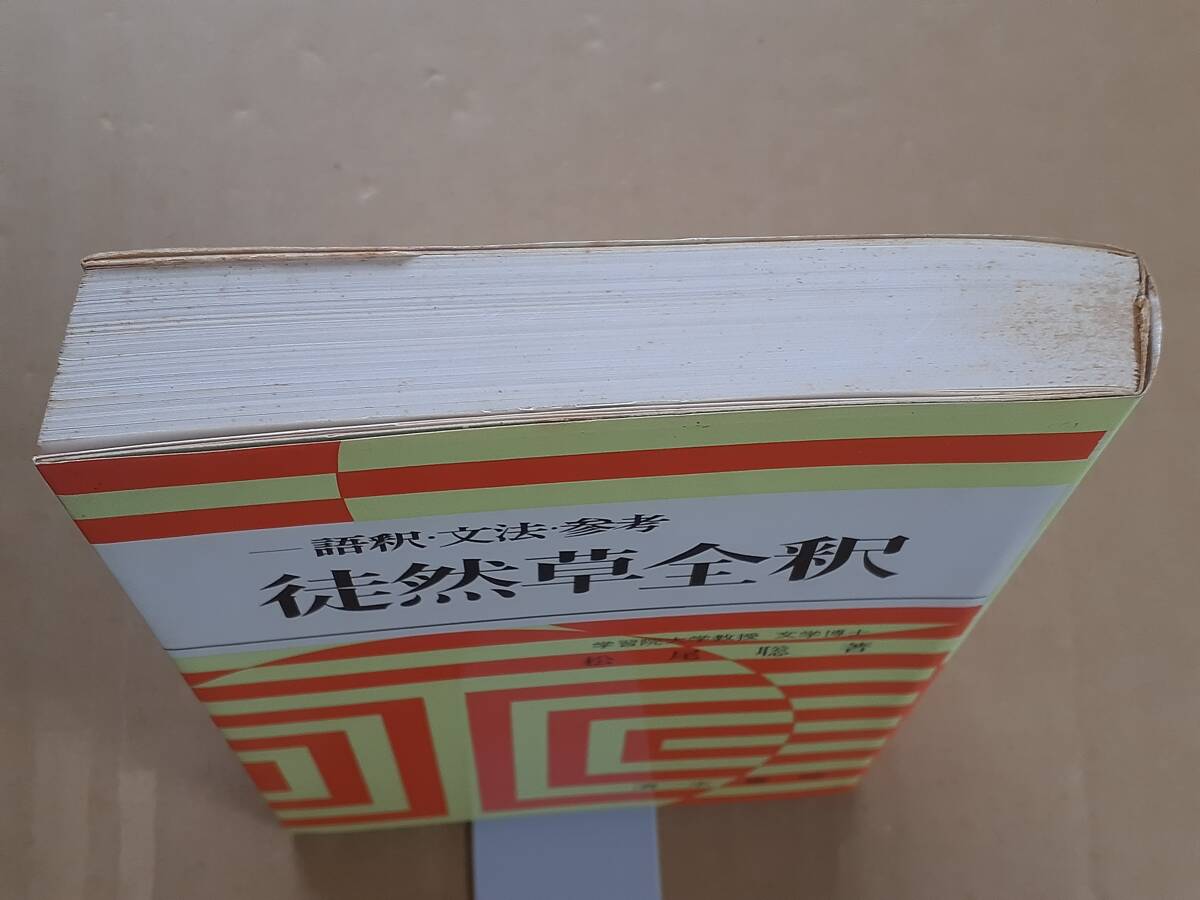 一語釈・文法・参考
徒然草全釈
学習院大学教授 文学博士
松尾聰 著